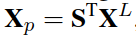 𝐗ₚ = 𝐒ᵀ𝐗̄ᴸ.